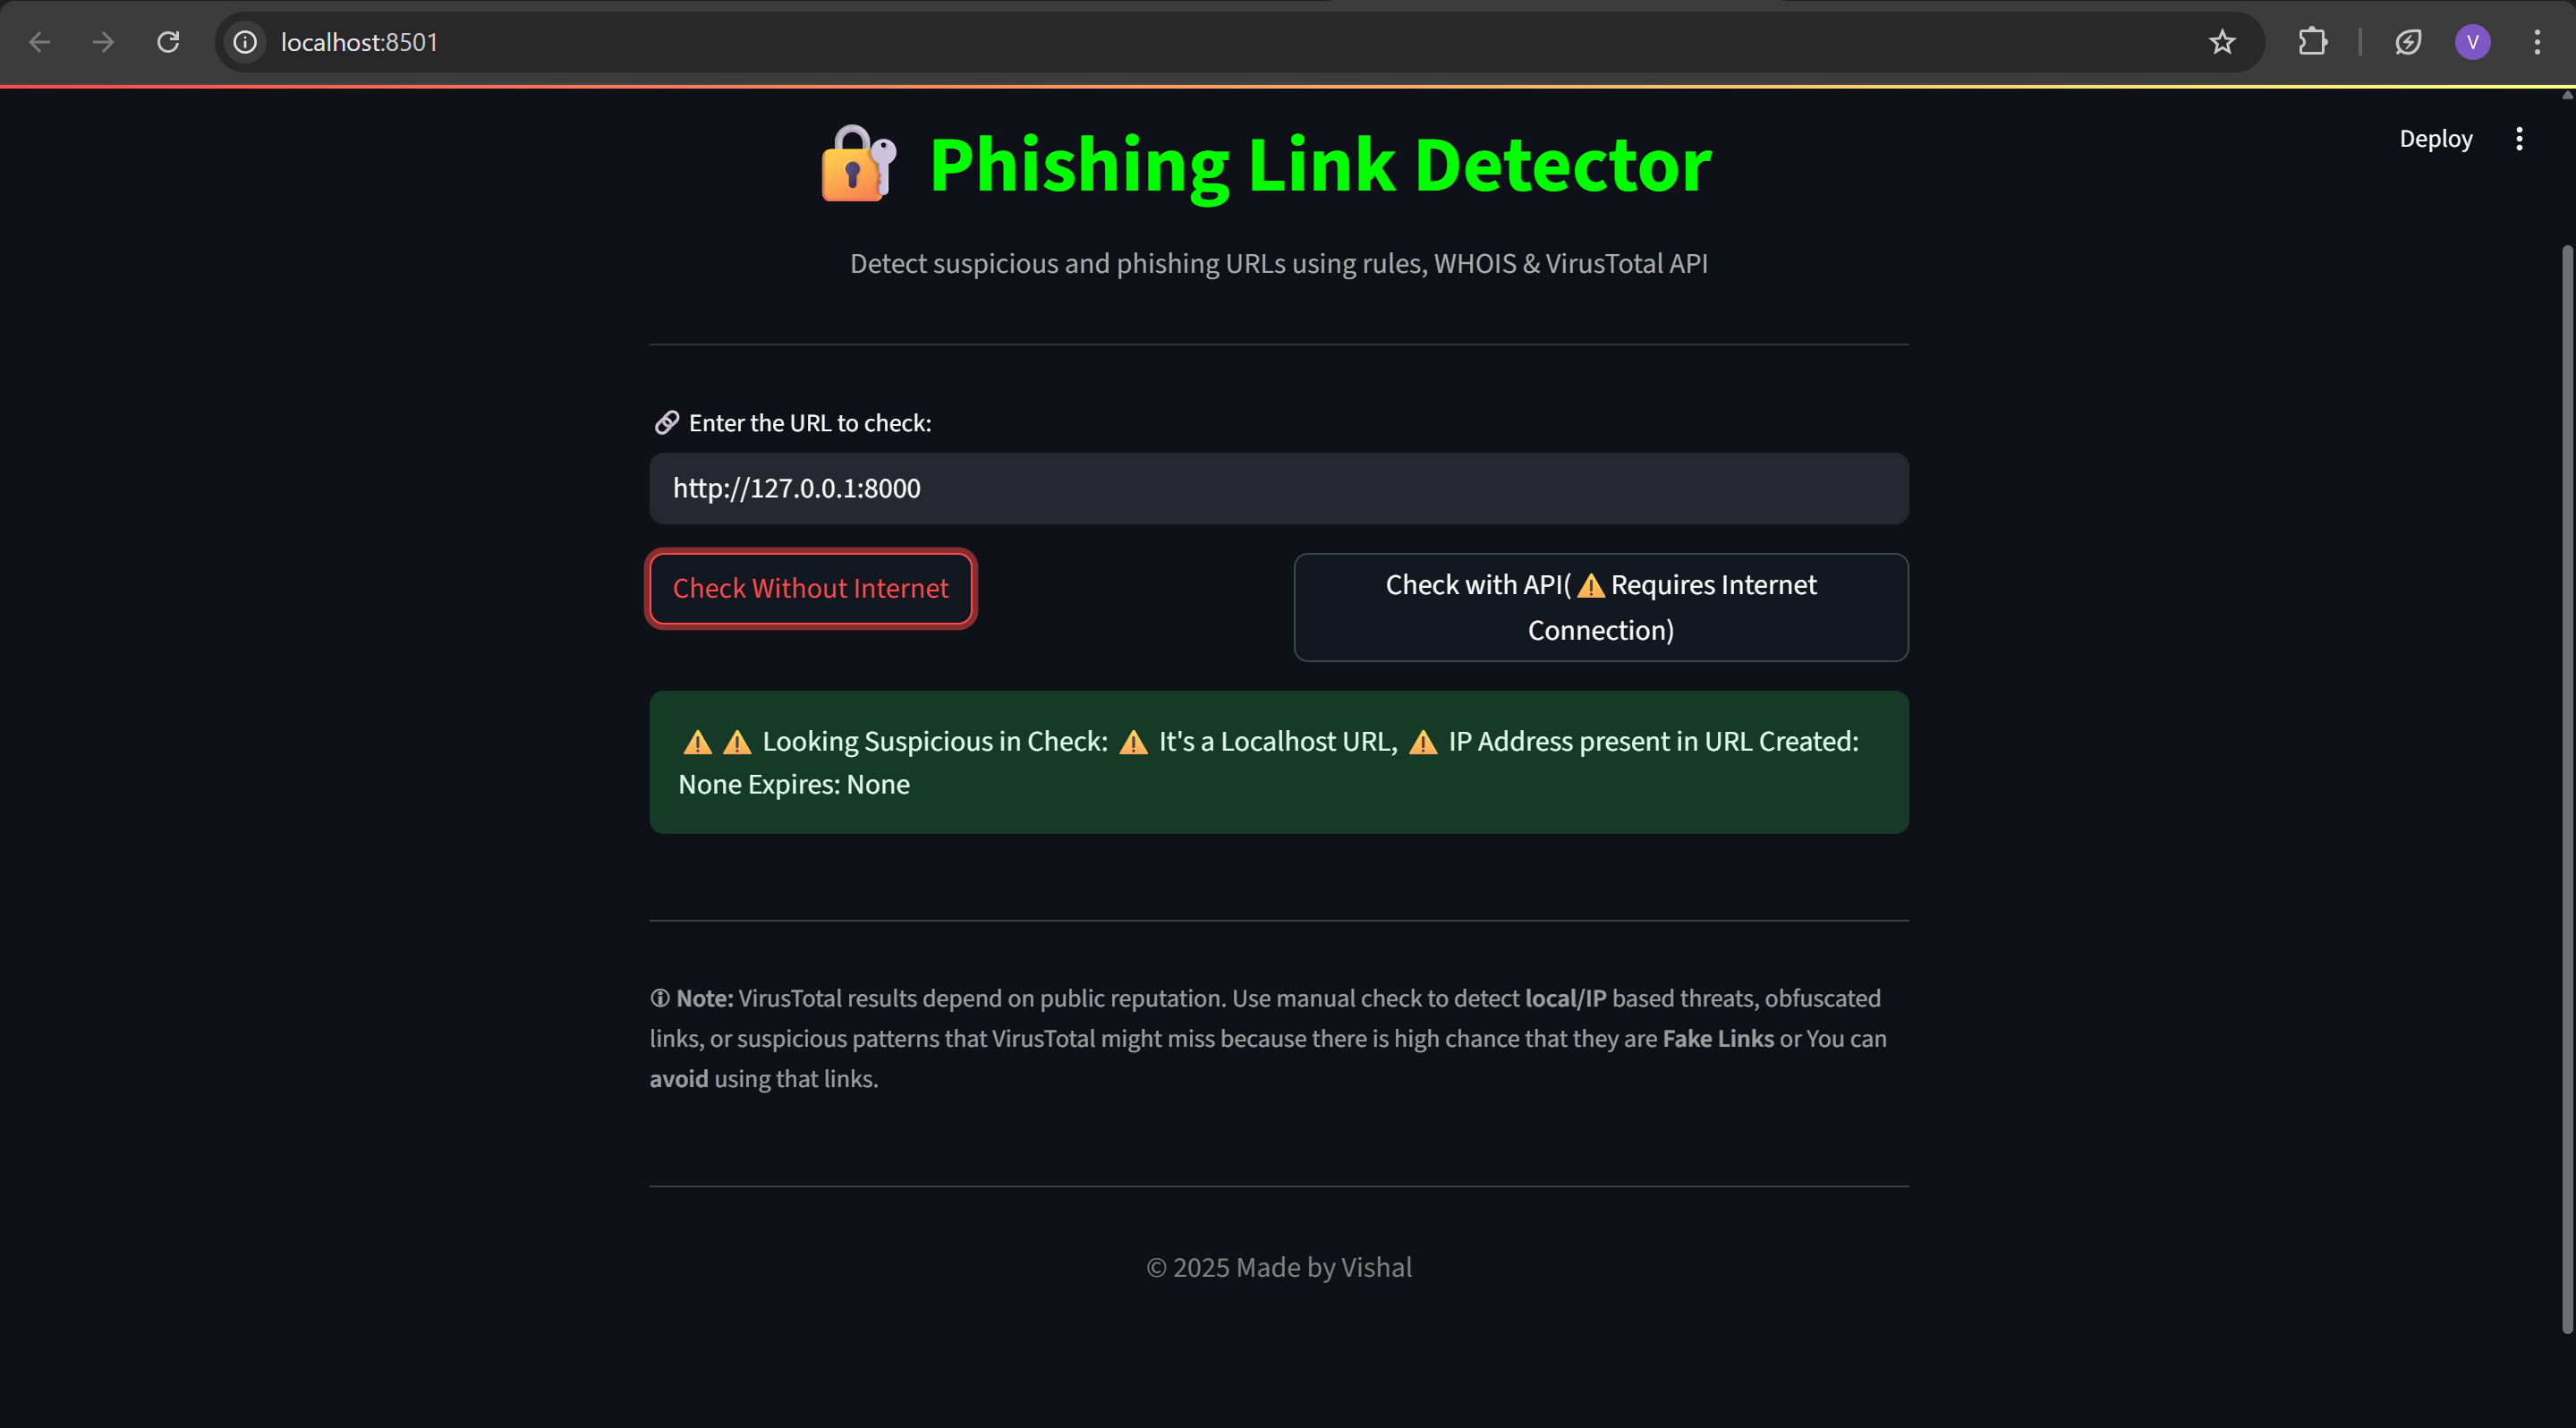 localhost:8501
V
Deploy
🔐 Phishing Link Detector
Detect suspicious and phishing URLs using rules, WHOIS & VirusTotal API
🔗 Enter the URL to check:
http://127.0.0.1:8000
Check Without Internet
Check with API(⚠️Requires Internet
Connection)
⚠️⚠️ Looking Suspicious in Check: ⚠️ It's a Localhost URL, ⚠️ IP Address present in URL Created:
None Expires: None
🛈 Note: VirusTotal results depend on public reputation. Use manual check to detect local/IP based threats, obfuscated
links, or suspicious patterns that VirusTotal might miss because there is high chance that they are Fake Links or You can
avoid using that links.
© 2025 Made by Vishal